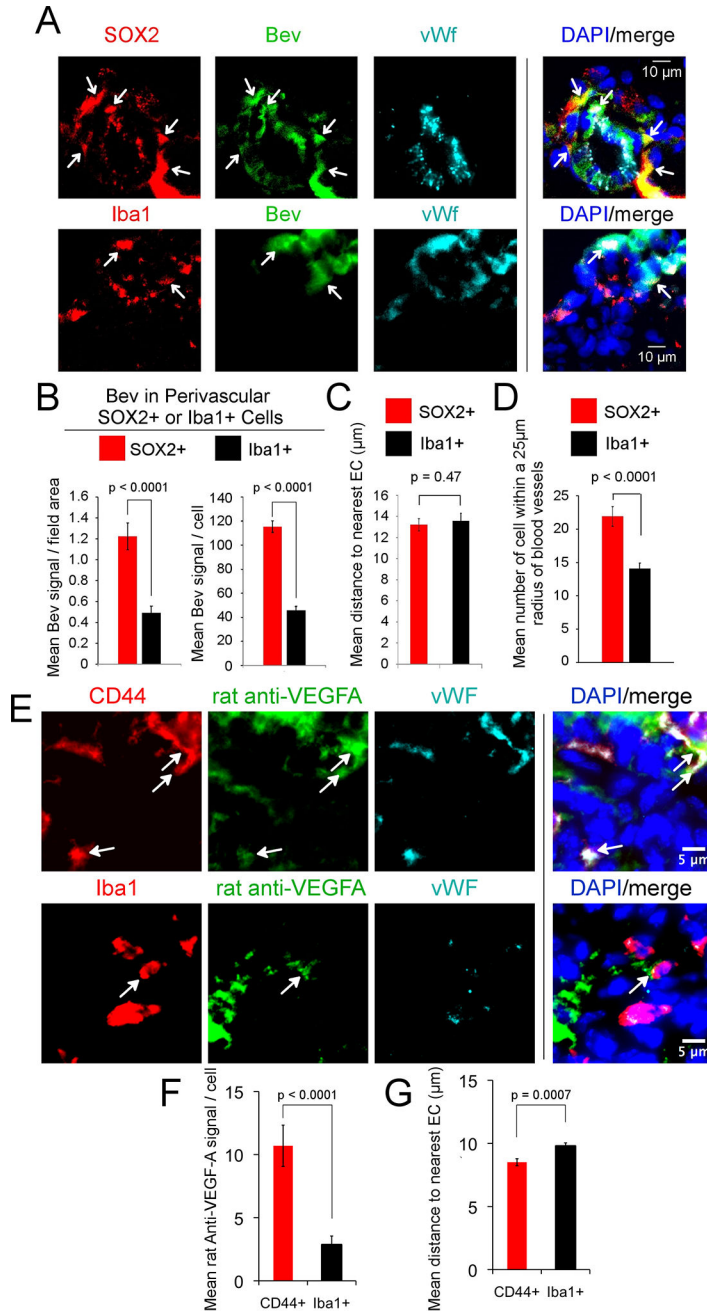 A
SOX2 Bev vWf DAPI/merge
10 µm
Iba1 Bev vWf DAPI/merge
10 µm
B
Bev in Perivascular
SOX2+ or Iba1+ Cells
SOX2+ Iba1+
p < 0.0001
Mean Bev signal / field area
1.6
1.4
1.2
1
0.8
0.6
0.4
0.2
0
p < 0.0001
Mean Bev signal / cell
140
120
100
80
60
40
20
0
C
SOX2+
Iba1+
p = 0.47
Mean distance to nearest EC (µm)
16
14
12
10
8
6
4
2
0
D
SOX2+
Iba1+
p < 0.0001
Mean number of cell within a 25µm
radius of blood vessels
25
20
15
10
5
0
E
CD44 rat anti-VEGFA vWF DAPI/merge
5 µm
Iba1 rat anti-VEGFA vWF DAPI/merge
5 µm
F
p < 0.0001
Mean rat Anti-VEGF-A signal / cell
15
10
5
0
CD44+ Iba1+
G
p = 0.0007
Mean distance to nearest EC (µm)
15
10
5
0
CD44+ Iba1+